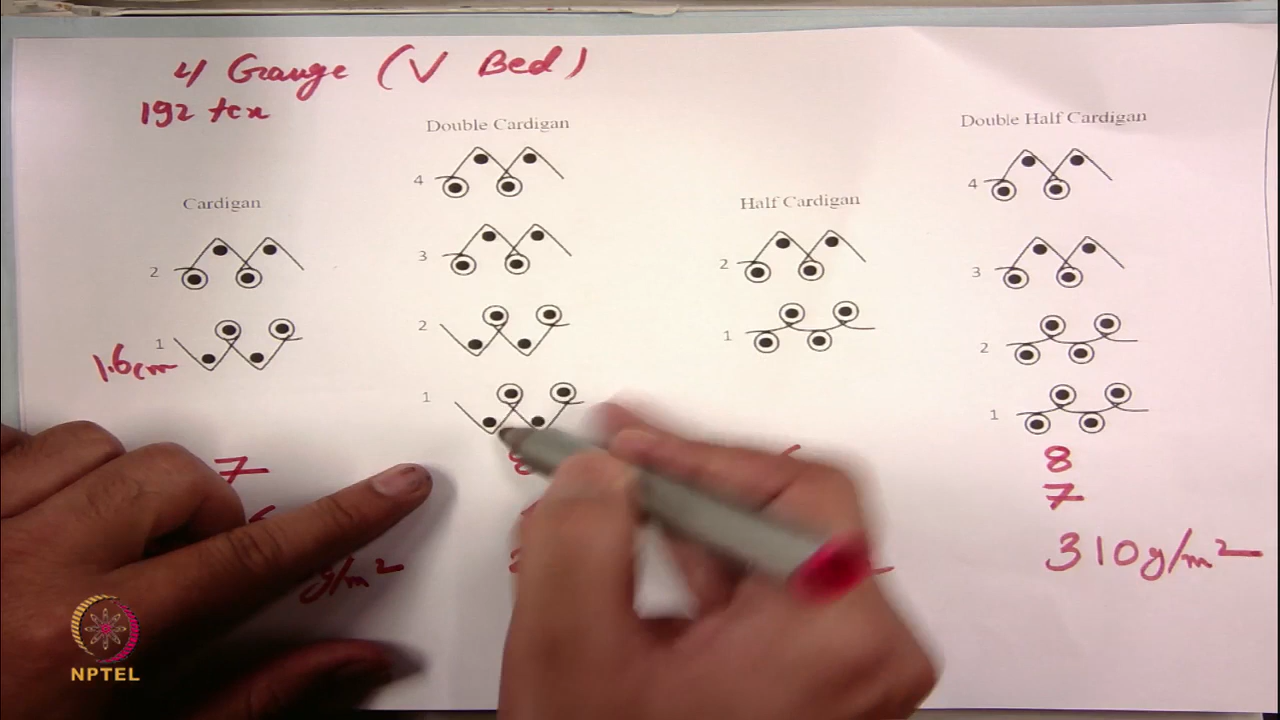 4 Gauge (V Bed)
192 tex
Double Cardigan
4
3
2
1
Cardigan
2
1
1.6cm
7
g/m²
Half Cardigan
2
1
Double Half Cardigan
4
3
2
1
8
7
310g/m²
NPTEL